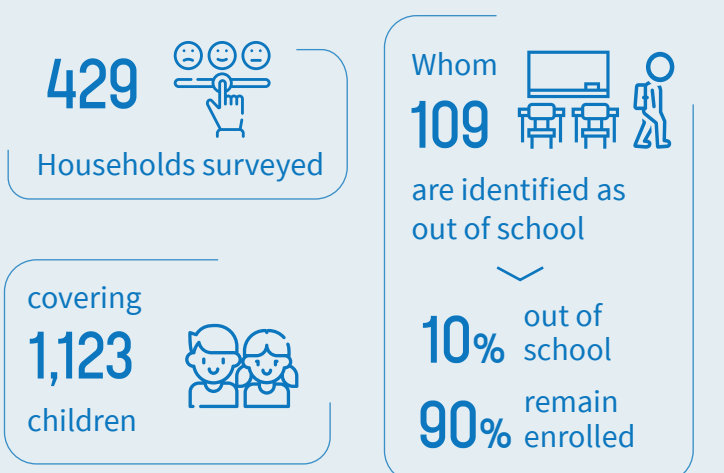 429
Households surveyed
covering
1,123
children
Whom
109
are identified as
out of school
10% out of
school
90% remain
enrolled